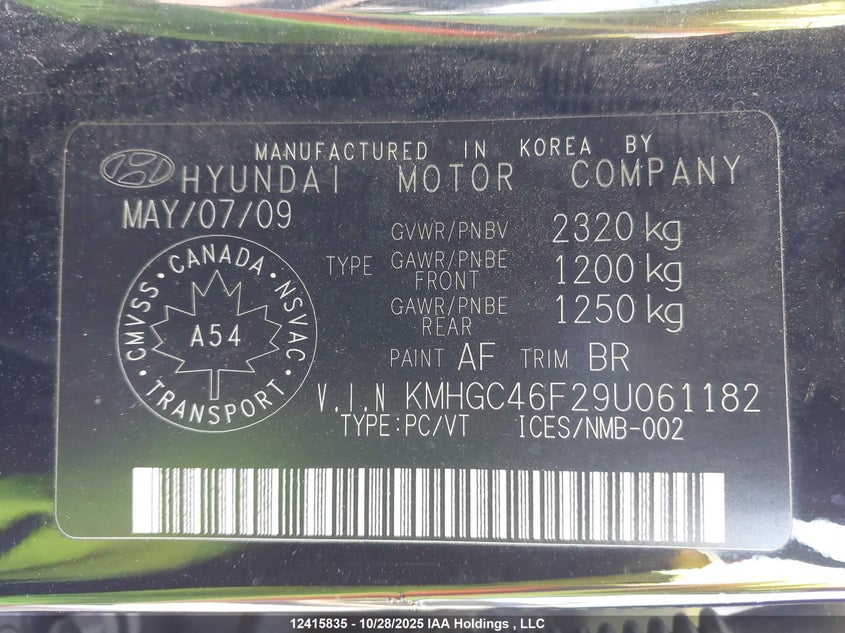 MANUFACTURED IN KOREA BY
HYUNDAI MOTOR COMPANY
MAY/07/09
GVWR/PNBV 2320 kg
TYPE GAWR/PNBE FRONT 1200 kg
GAWR/PNBE REAR 1250 kg
CMVSS • CANADA • NSVAC • TRANSPORT •
A54
PAINT AF TRIM BR
V.I.N KMHGC46F29U061182
TYPE:PC/VT ICES/NMB-002
12415835 - 10/28/2025 IAA Holdings , LLC